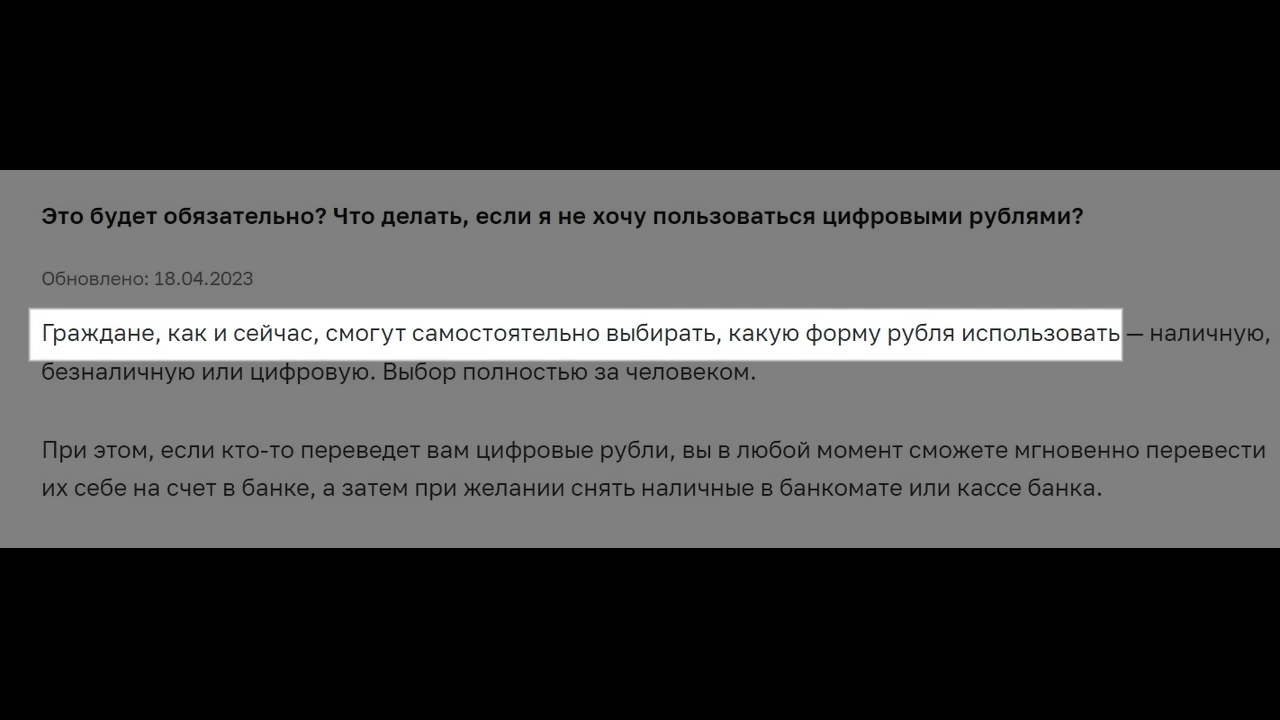 Это будет обязательно? Что делать, если я не хочу пользоваться цифровыми рублями?
Обновлено: 18.04.2023
Граждане, как и сейчас, смогут самостоятельно выбирать, какую форму рубля использовать — наличную,
безналичную или цифровую. Выбор полностью за человеком.
При этом, если кто-то переведет вам цифровые рубли, вы в любой момент сможете мгновенно перевести
их себе на счет в банке, а затем при желании снять наличные в банкомате или кассе банка.